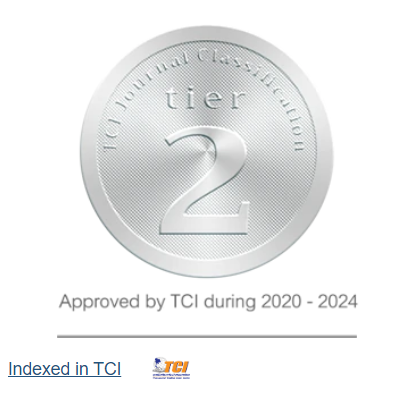 TCI Journal Classification
tier
2
Approved by TCI during 2020 - 2024
Indexed in TCI
TCI